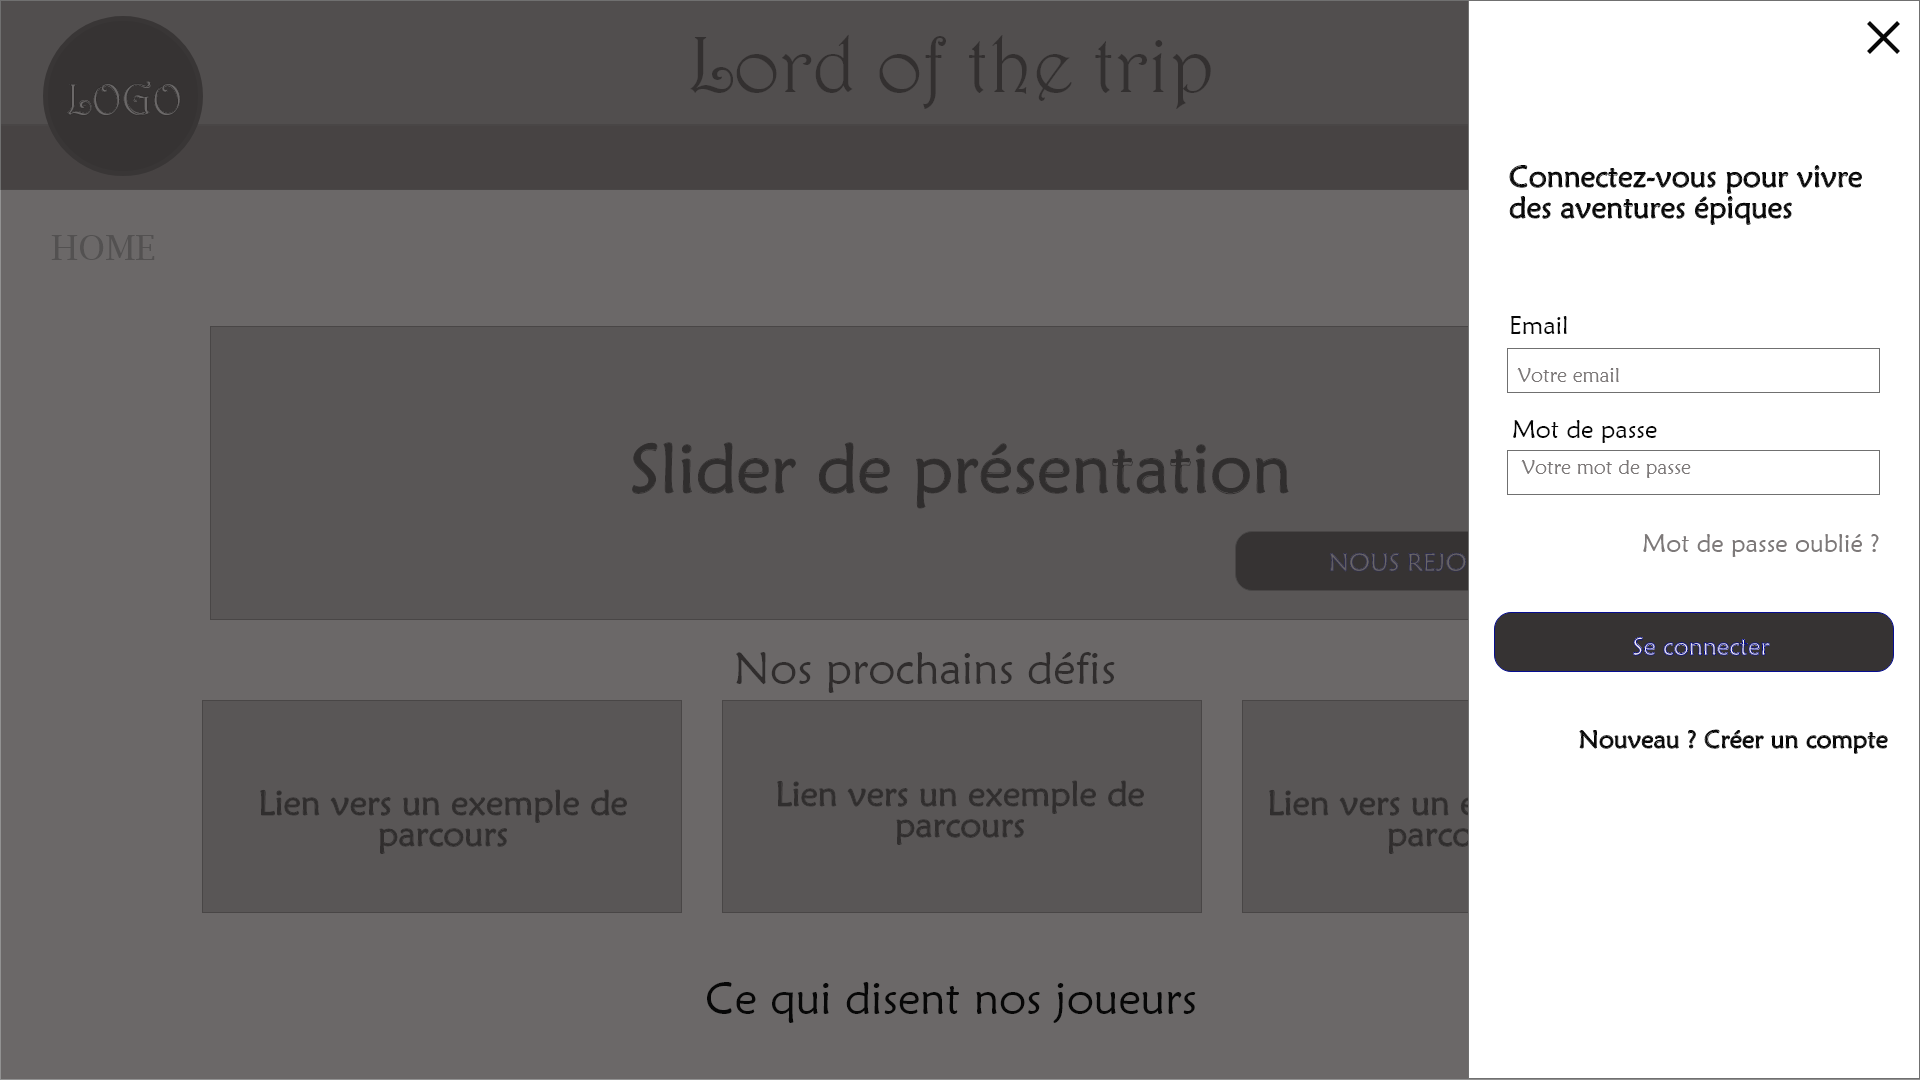 Lord of the trip
LOGO
HOME
Slider de présentation
NOUS REJO
Nos prochains défis
Lien vers un exemple de
parcours
Lien vers un exemple de
parcours
Lien vers un e
parco
Ce qui disent nos joueurs
Connectez-vous pour vivre
des aventures épiques
Email
Votre email
Mot de passe
Votre mot de passe
Mot de passe oublié ?
Se connecter
Nouveau ? Créer un compte